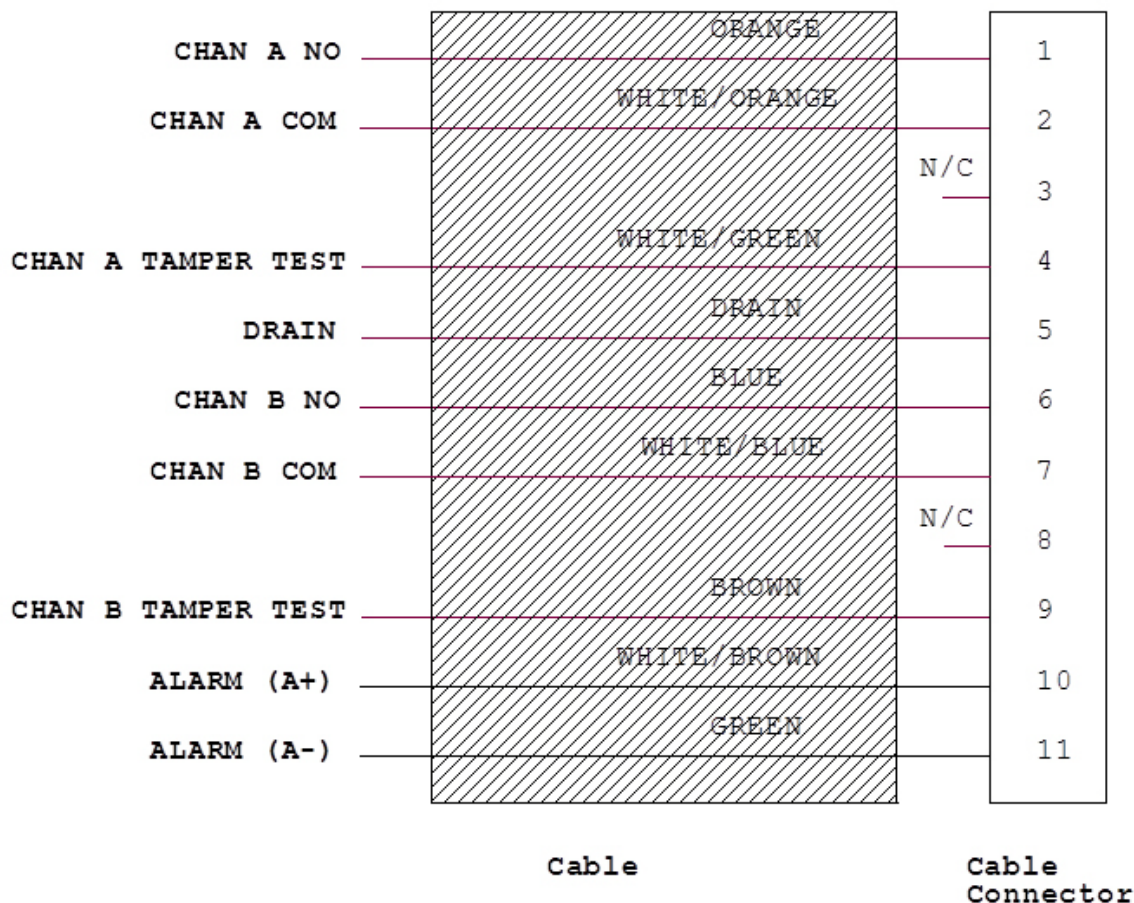 ORANGE
CHAN A NO 1
WHITE/ORANGE
CHAN A COM 2
N/C
3
WHITE/GREEN
CHAN A TAMPER TEST 4
DRAIN
DRAIN 5
BLUE
CHAN B NO 6
WHITE/BLUE
CHAN B COM 7
N/C
8
BROWN
CHAN B TAMPER TEST 9
WHITE/BROWN
ALARM (A+) 10
GREEN
ALARM (A-) 11
Cable
Cable
Connector